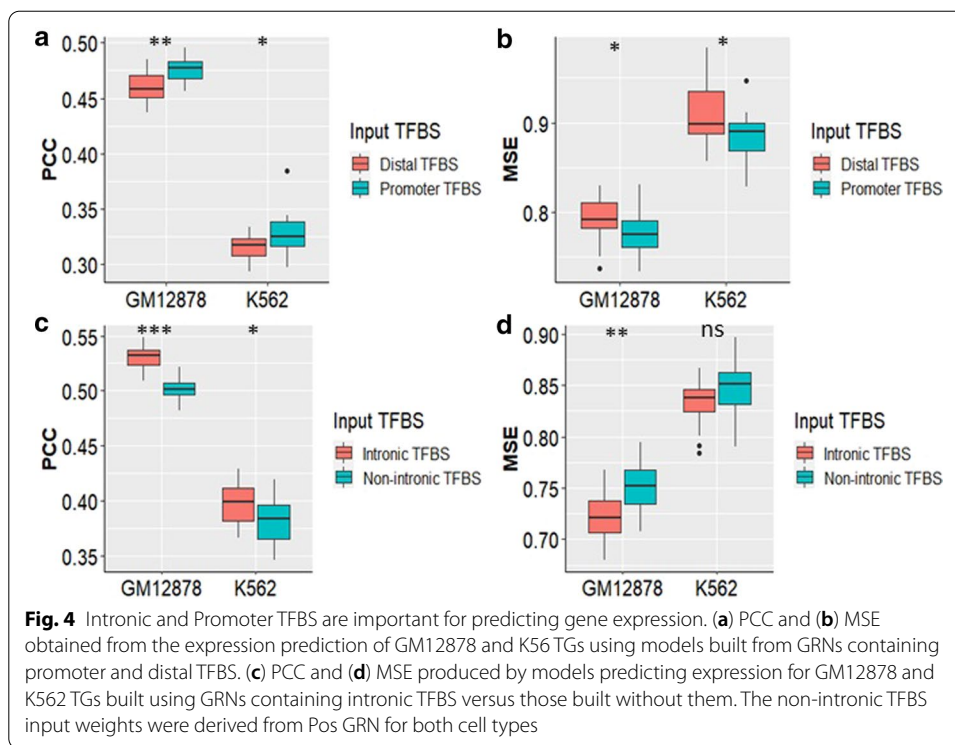 a
** *
0.50
0.45
0.40
0.35
0.30
PCC
GM12878 K562
Input TFBS
Distal TFBS
Promoter TFBS
b
* *
0.9
0.8
MSE
GM12878 K562
Input TFBS
Distal TFBS
Promoter TFBS
c
*** *
0.55
0.50
0.45
0.40
0.35
PCC
GM12878 K562
Input TFBS
Intronic TFBS
Non-intronic TFBS
d
** ns
0.90
0.85
0.80
0.75
0.70
MSE
GM12878 K562
Input TFBS
Intronic TFBS
Non-intronic TFBS
Fig. 4 Intronic and Promoter TFBS are important for predicting gene expression. (a) PCC and (b) MSE
obtained from the expression prediction of GM12878 and K56 TGs using models built from GRNs containing
promoter and distal TFBS. (c) PCC and (d) MSE produced by models predicting expression for GM12878 and
K562 TGs built using GRNs containing intronic TFBS versus those built without them. The non-intronic TFBS
input weights were derived from Pos GRN for both cell types